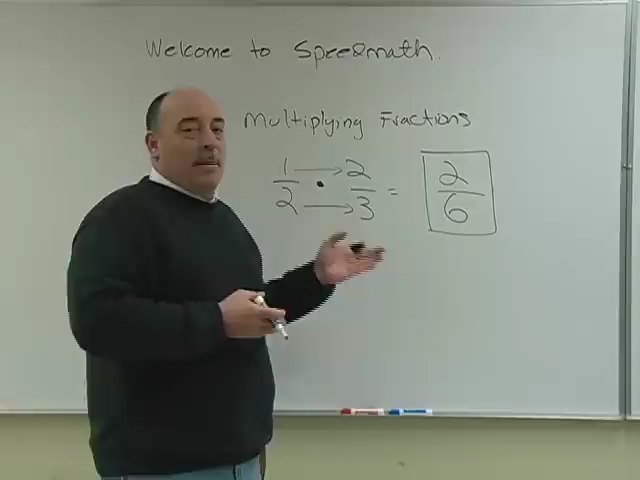 Welcome to Speedmath.
Multiplying Fractions
1/2 → · → 2/3 = 2/6